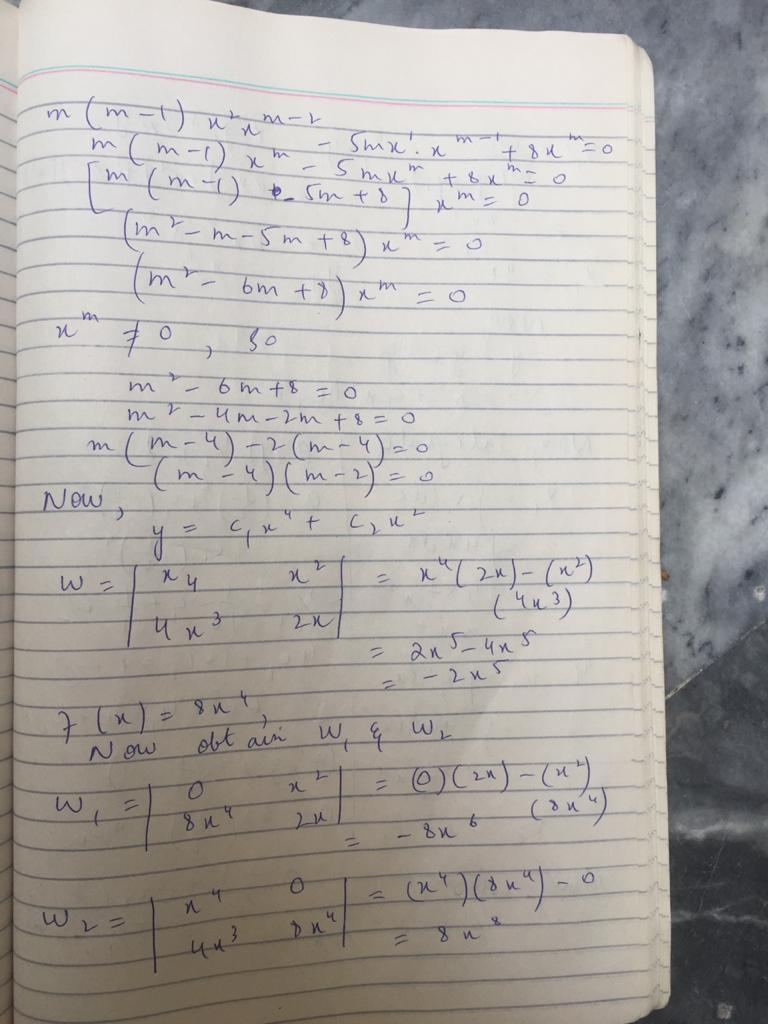 m (m-1) x² x^(m-2) - 5mx¹. x^(m-1) + 8x^m = 0
m (m-1) x^m - 5mx^m + 8x^m = 0
[m (m-1) - 5m+8] x^m = 0
(m² - m - 5m + 8) x^m = 0
(m² - 6m + 8) x^m = 0
x^m ≠ 0 , so
m² - 6m + 8 = 0
m² - 4m - 2m + 8 = 0
m (m-4) - 2 (m-4) = 0
(m - 4) (m-2) = 0
Now,
y = c₁x⁴ + c₂x²
W = | x4 x² | = x⁴(2x) - (x²)
| 4x³ 2x | (4x³)
= 2x⁵ - 4x⁵
= - 2x⁵
f (x) = 8x⁴,
Now obtain W₁ & W₂
W₁ = | 0 x² | = (0)(2x) - (x²)
| 8x⁴ 2x | (8x⁴)
= - 8x⁶
W2 = | x⁴ 0 | = (x⁴)(8x⁴) - 0
| 4x³ 8x⁴ | = 8x⁸